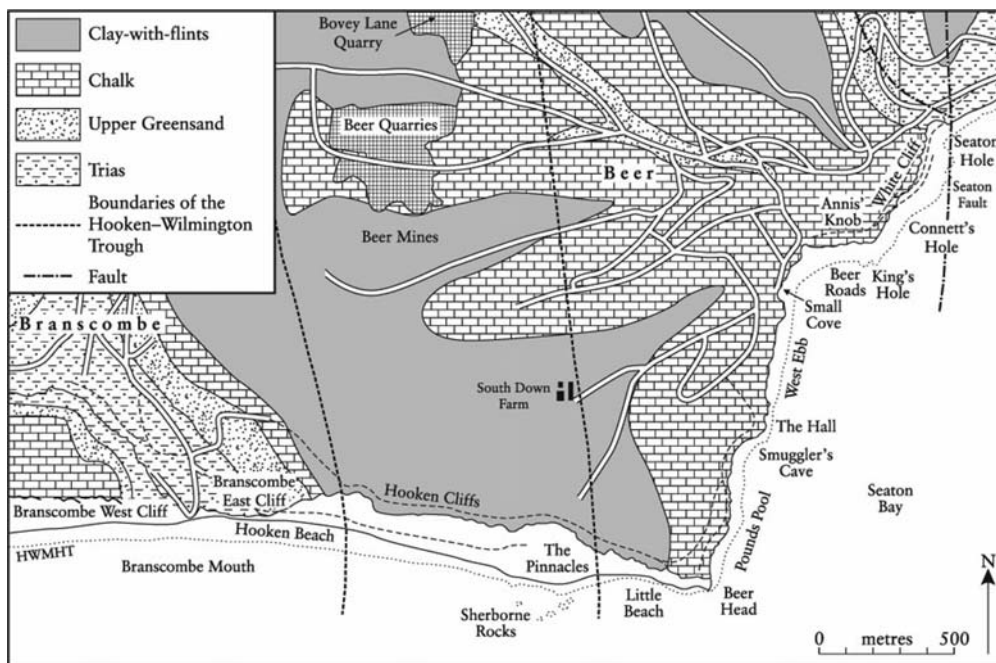 Clay-with-flints
Chalk
Upper Greensand
Trias
Boundaries of the
Hooken–Wilmington
Trough
Fault
Bovey Lane
Quarry
Beer Quarries
Beer
Beer Mines
Annis'
Knob
White Cliff
Seaton
Hole
Seaton
Fault
Connett's
Hole
Beer
Roads
King's
Hole
Small
Cove
Branscombe
South Down
Farm
West Ebb
The Hall
Smuggler's
Cave
Seaton
Bay
Pounds Pool
Branscombe
East Cliff
Hooken Cliffs
Branscombe West Cliff
Hooken Beach
HWMHT
Branscombe Mouth
The
Pinnacles
Sherborne
Rocks
Little
Beach
Beer
Head
N
0 metres 500